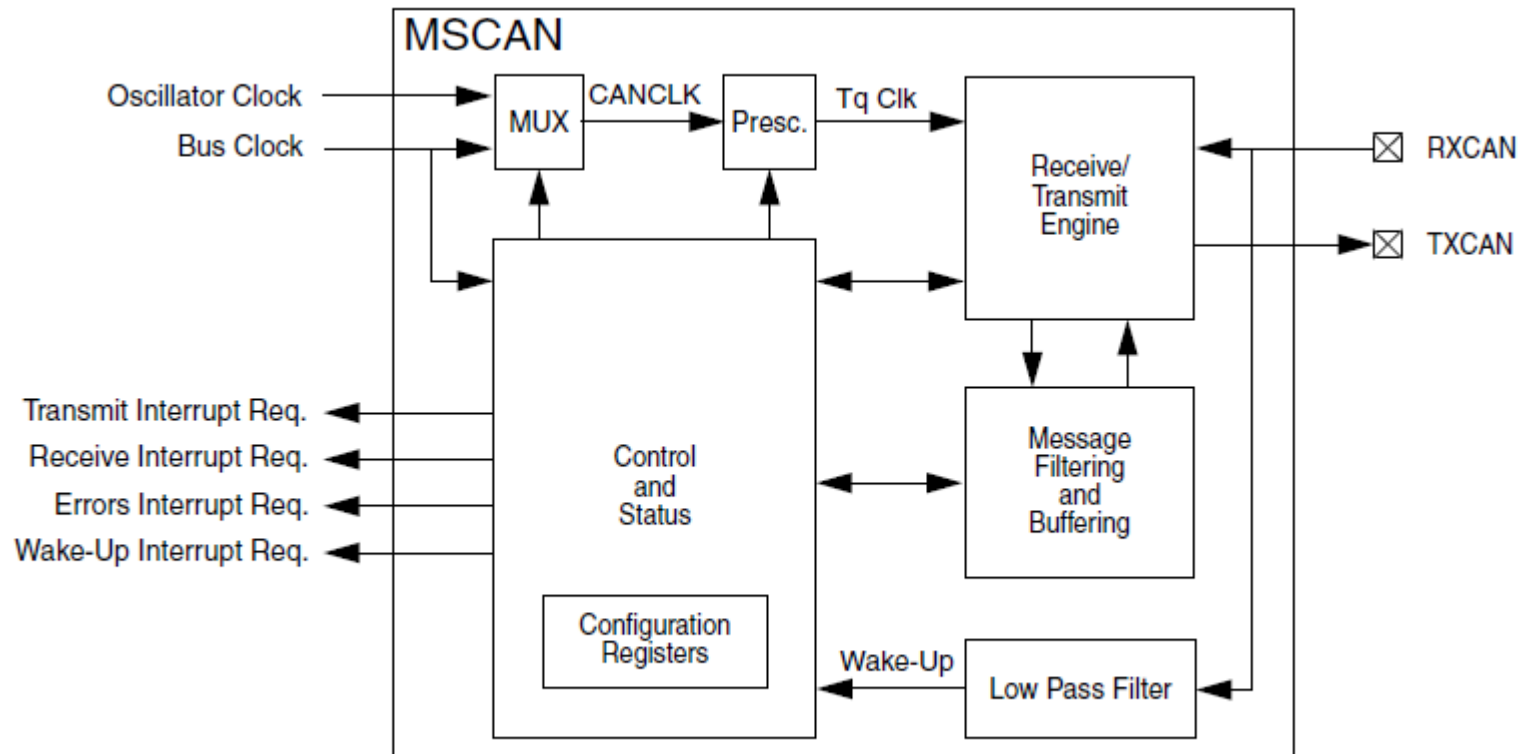 MSCAN
Oscillator Clock
Bus Clock
MUX
CANCLK
Presc.
Tq Clk
Receive/
Transmit
Engine
RXCAN
TXCAN
Transmit Interrupt Req.
Receive Interrupt Req.
Errors Interrupt Req.
Wake-Up Interrupt Req.
Control
and
Status
Message
Filtering
and
Buffering
Configuration
Registers
Wake-Up
Low Pass Filter